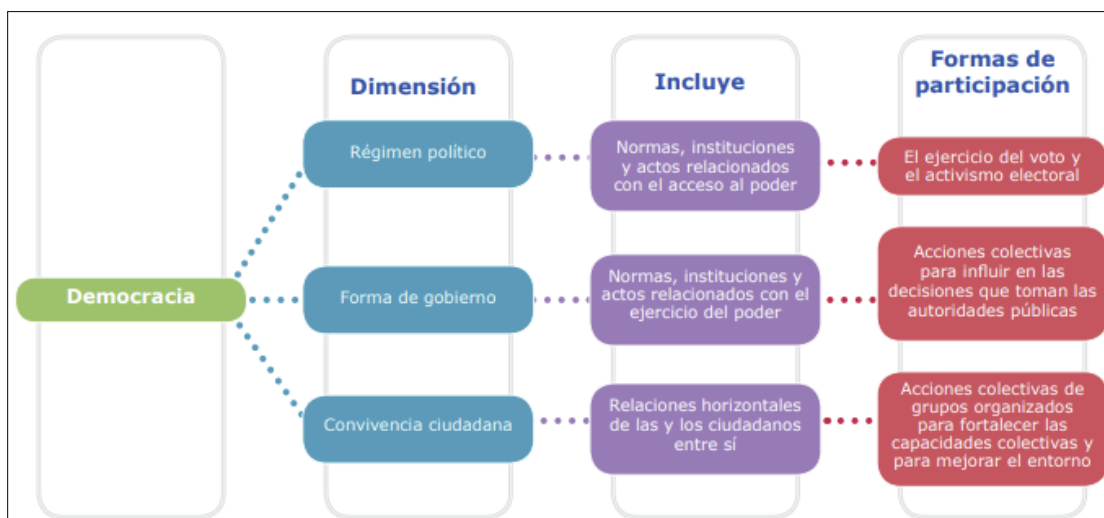 Dimensión
Incluye
Formas de
participación
Democracia
Régimen político
Normas, instituciones
y actos relacionados
con el acceso al poder
El ejercicio del voto y
el activismo electoral
Forma de gobierno
Normas, instituciones y
actos relacionados con el
ejercicio del poder
Acciones colectivas
para influir en las
decisiones que toman las
autoridades públicas
Convivencia ciudadana
Relaciones horizontales
de las y los ciudadanos
entre sí
Acciones colectivas de
grupos organizados
para fortalecer las
capacidades colectivas y
para mejorar el entorno